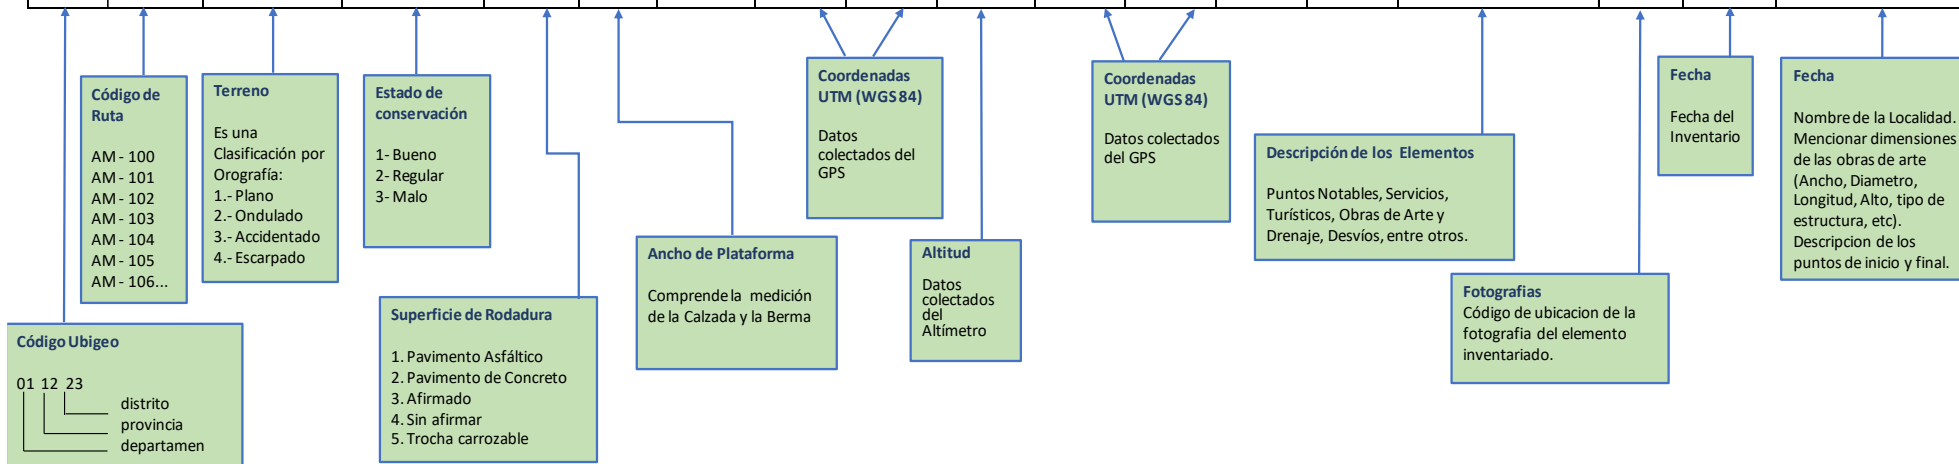 Código de
Ruta
AM - 100
AM - 101
AM - 102
AM - 103
AM - 104
AM - 105
AM - 106...
Terreno
Es una
Clasificación por
Orografía:
1.- Plano
2.- Ondulado
3.- Accidentado
4.- Escarpado
Estado de
conservación
1- Bueno
2- Regular
3- Malo
Coordenadas
UTM (WGS 84)
Datos
colectados del
GPS
Coordenadas
UTM (WGS 84)
Datos colectados
del GPS
Fecha
Fecha del
Inventario
Fecha
Nombre de la Localidad.
Mencionar dimensiones
de las obras de arte
(Ancho, Diametro,
Longitud, Alto, tipo de
estructura, etc).
Descripcion de los
puntos de inicio y final.
Descripción de los Elementos
Puntos Notables, Servicios,
Turísticos, Obras de Arte y
Drenaje, Desvíos, entre otros.
Ancho de Plataforma
Comprende la medición
de la Calzada y la Berma
Altitud
Datos
colectados
del
Altímetro
Fotografias
Código de ubicacion de la
fotografia del elemento
inventariado.
Superficie de Rodadura
1. Pavimento Asfáltico
2. Pavimento de Concreto
3. Afirmado
4. Sin afirmar
5. Trocha carrozable
Código Ubigeo
01 12 23
distrito
provincia
departamen